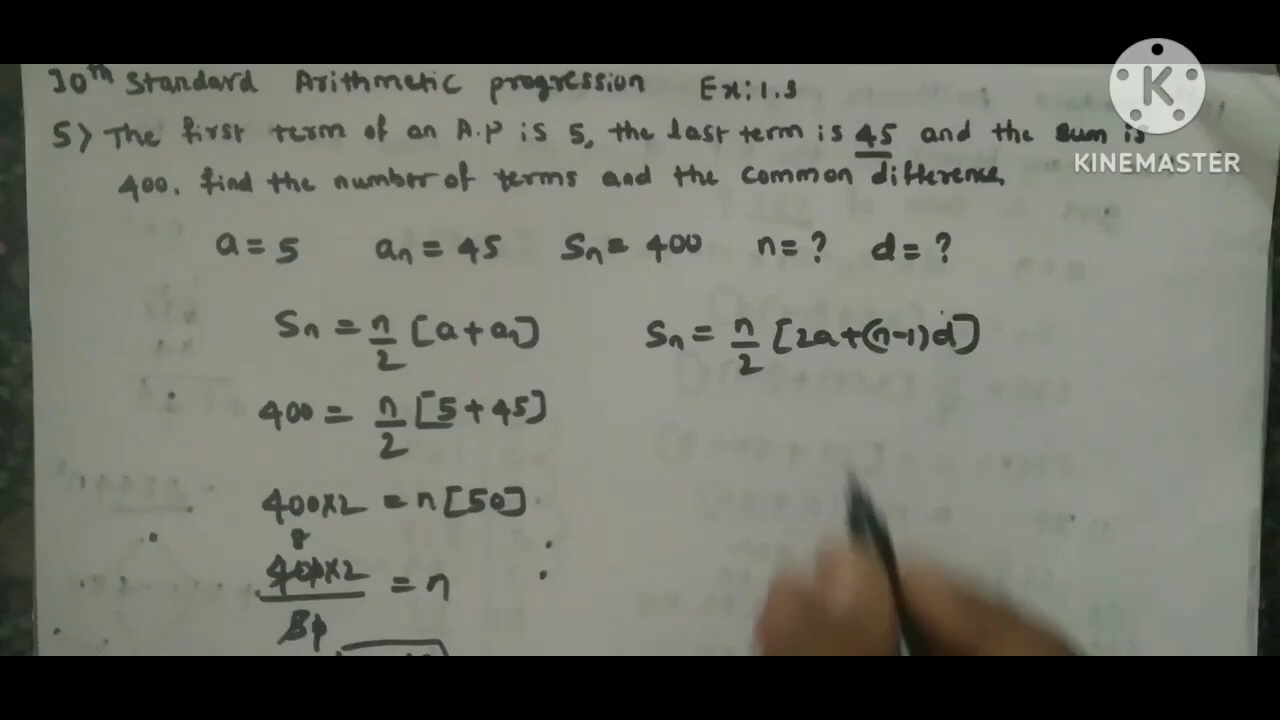 10th Standard Arithmetic progression Ex: 1.3
5) The first term of an A.P is 5, the last term is 45 and the sum is
400. find the number of terms and the common difference.
a = 5 an = 45 Sn = 400 n = ? d = ?
Sn = n/2 [a + an] Sn = n/2 [2a + (n-1)d]
400 = n/2 [5 + 45]
400×2 = n [50]
8
400×2/50 = n
K
KINEMASTER